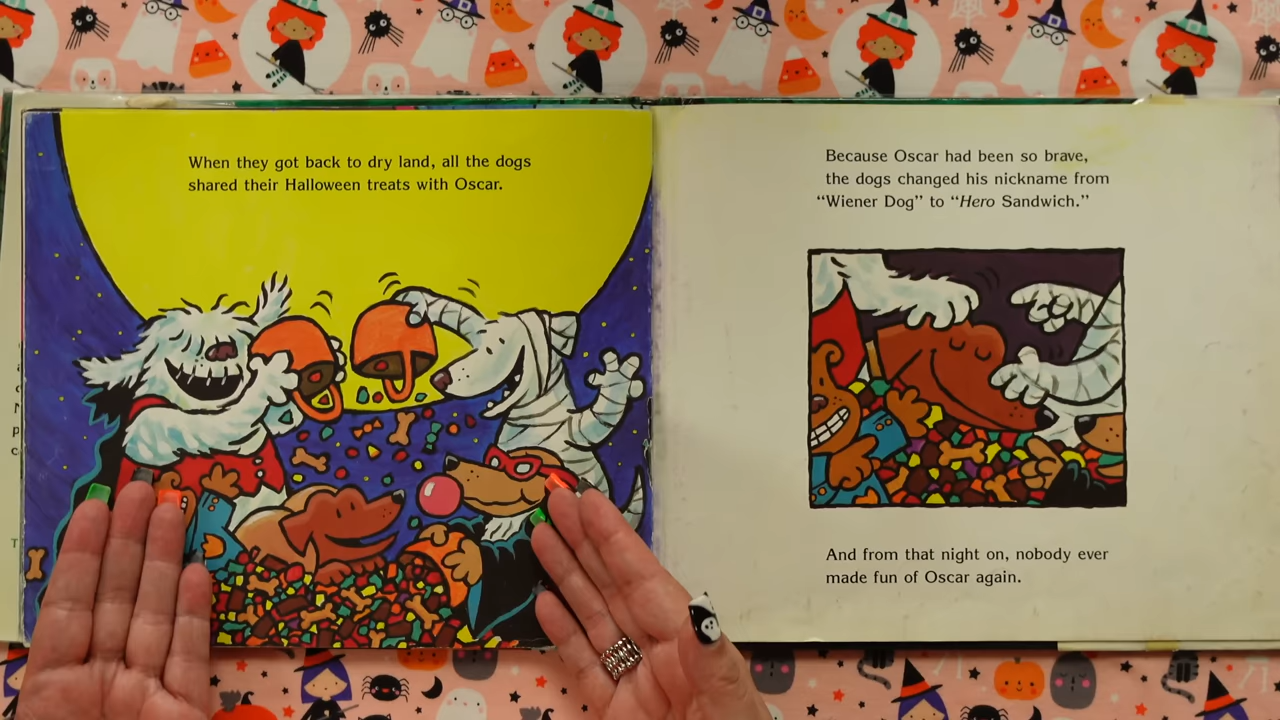 When they got back to dry land, all the dogs
shared their Halloween treats with Oscar.
Because Oscar had been so brave,
the dogs changed his nickname from
“Wiener Dog” to “Hero Sandwich.”
And from that night on, nobody ever
made fun of Oscar again.